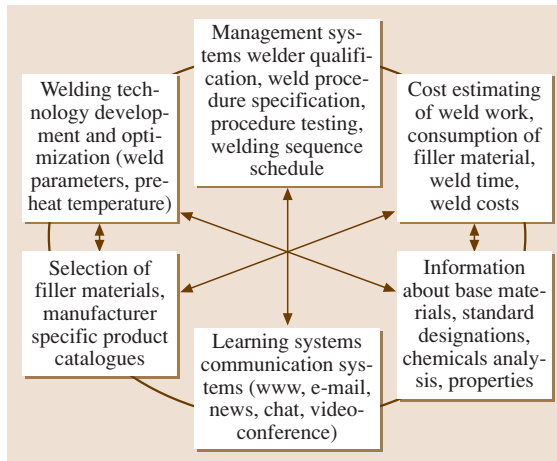 Management sys-
tems welder qualifi-
cation, weld proce-
dure specification,
procedure testing,
welding sequence
schedule
Welding tech-
nology develop-
ment and opti-
mization (weld
parameters, pre-
heat temperature)
Cost estimating
of weld work,
consumption of
filler material,
weld time,
weld costs
Selection of
filler materials,
manufacturer
specific product
catalogues
Information
about base mate-
rials, standard
designations,
chemicals analy-
sis, properties
Learning systems
communication sys-
tems (www, e-mail,
news, chat, video-
conference)